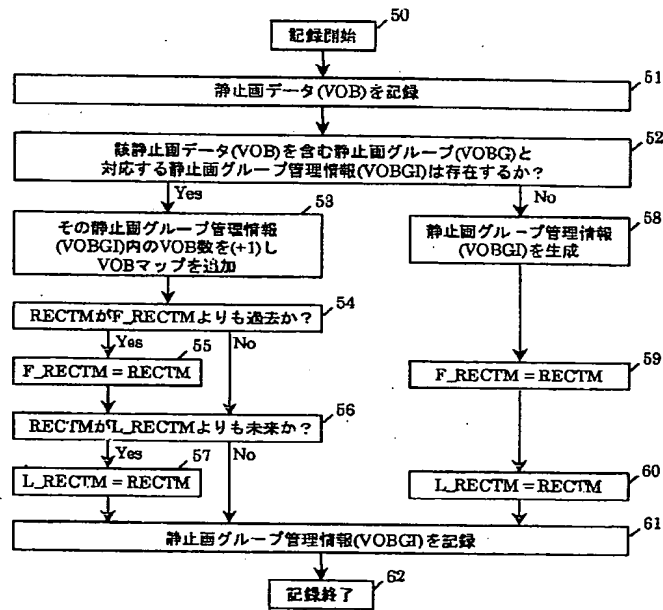 50
記録開始
51
静止画データ(VOB)を記録
52
該静止画データ(VOB)を含む静止画グループ(VOBG)と
対応する静止画グループ管理情報(VOBGI)は存在するか?
Yes
No
53
その静止画グループ管理情報
(VOBGI)内のVOB数を(+1)し
VOBマップを追加
58
静止画グループ管理情報
(VOBGI)を生成
54
RECTMがF_RECTMよりも過去か?
Yes
No
55
F_RECTM=RECTM
59
F_RECTM=RECTM
56
RECTMがL_RECTMよりも未来か?
Yes
No
57
L_RECTM=RECTM
60
L_RECTM=RECTM
61
静止画グループ管理情報(VOBGI)を記録
62
記録終了